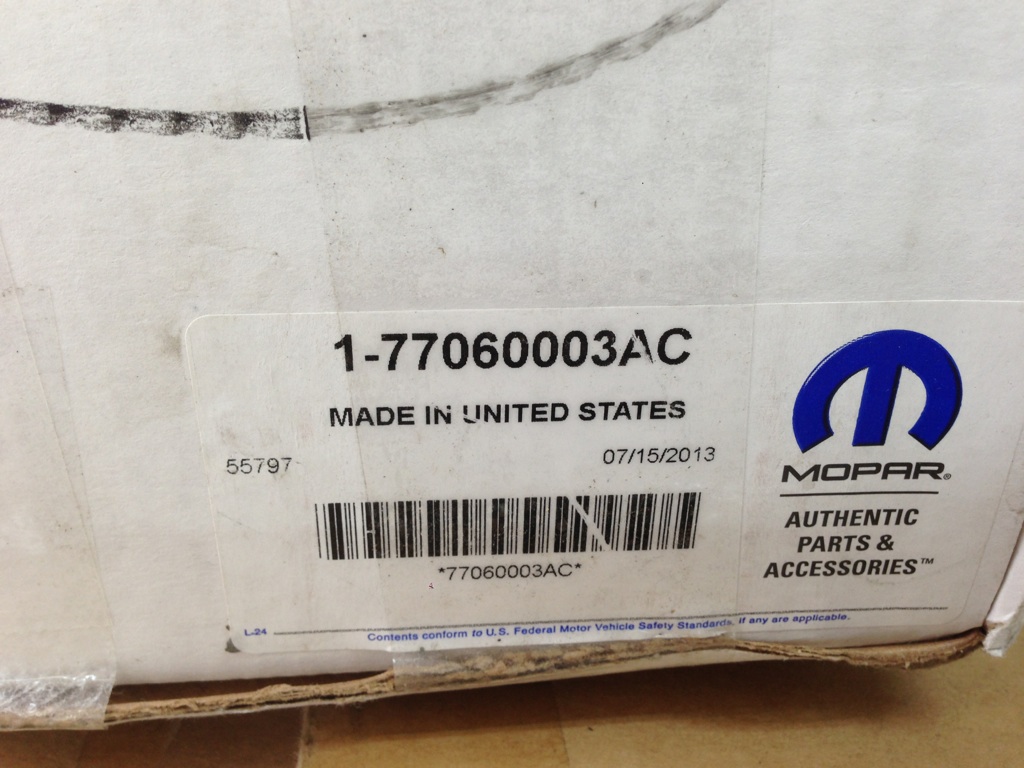 1-77060003AC
MADE IN UNITED STATES
55797
07/15/2013
*77060003AC*
L-24
Contents conform to U.S. Federal Motor Vehicle Safety Standards, if any are applicable.
MOPAR®
AUTHENTIC
PARTS &
ACCESSORIES™